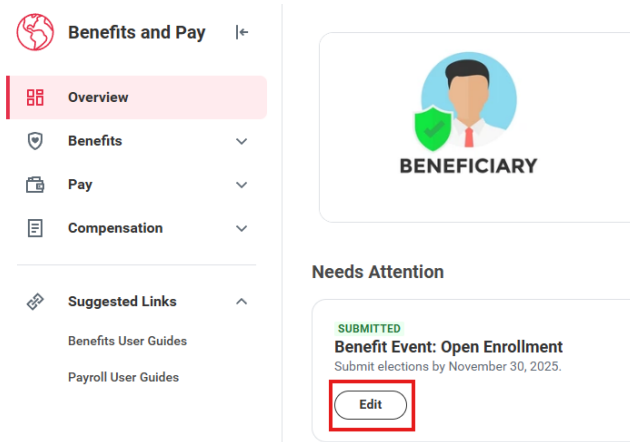 Benefits and Pay
Overview
Benefits
Pay
Compensation
Suggested Links
Benefits User Guides
Payroll User Guides
BENEFICIARY
Needs Attention
SUBMITTED
Benefit Event: Open Enrollment
Submit elections by November 30, 2025.
Edit